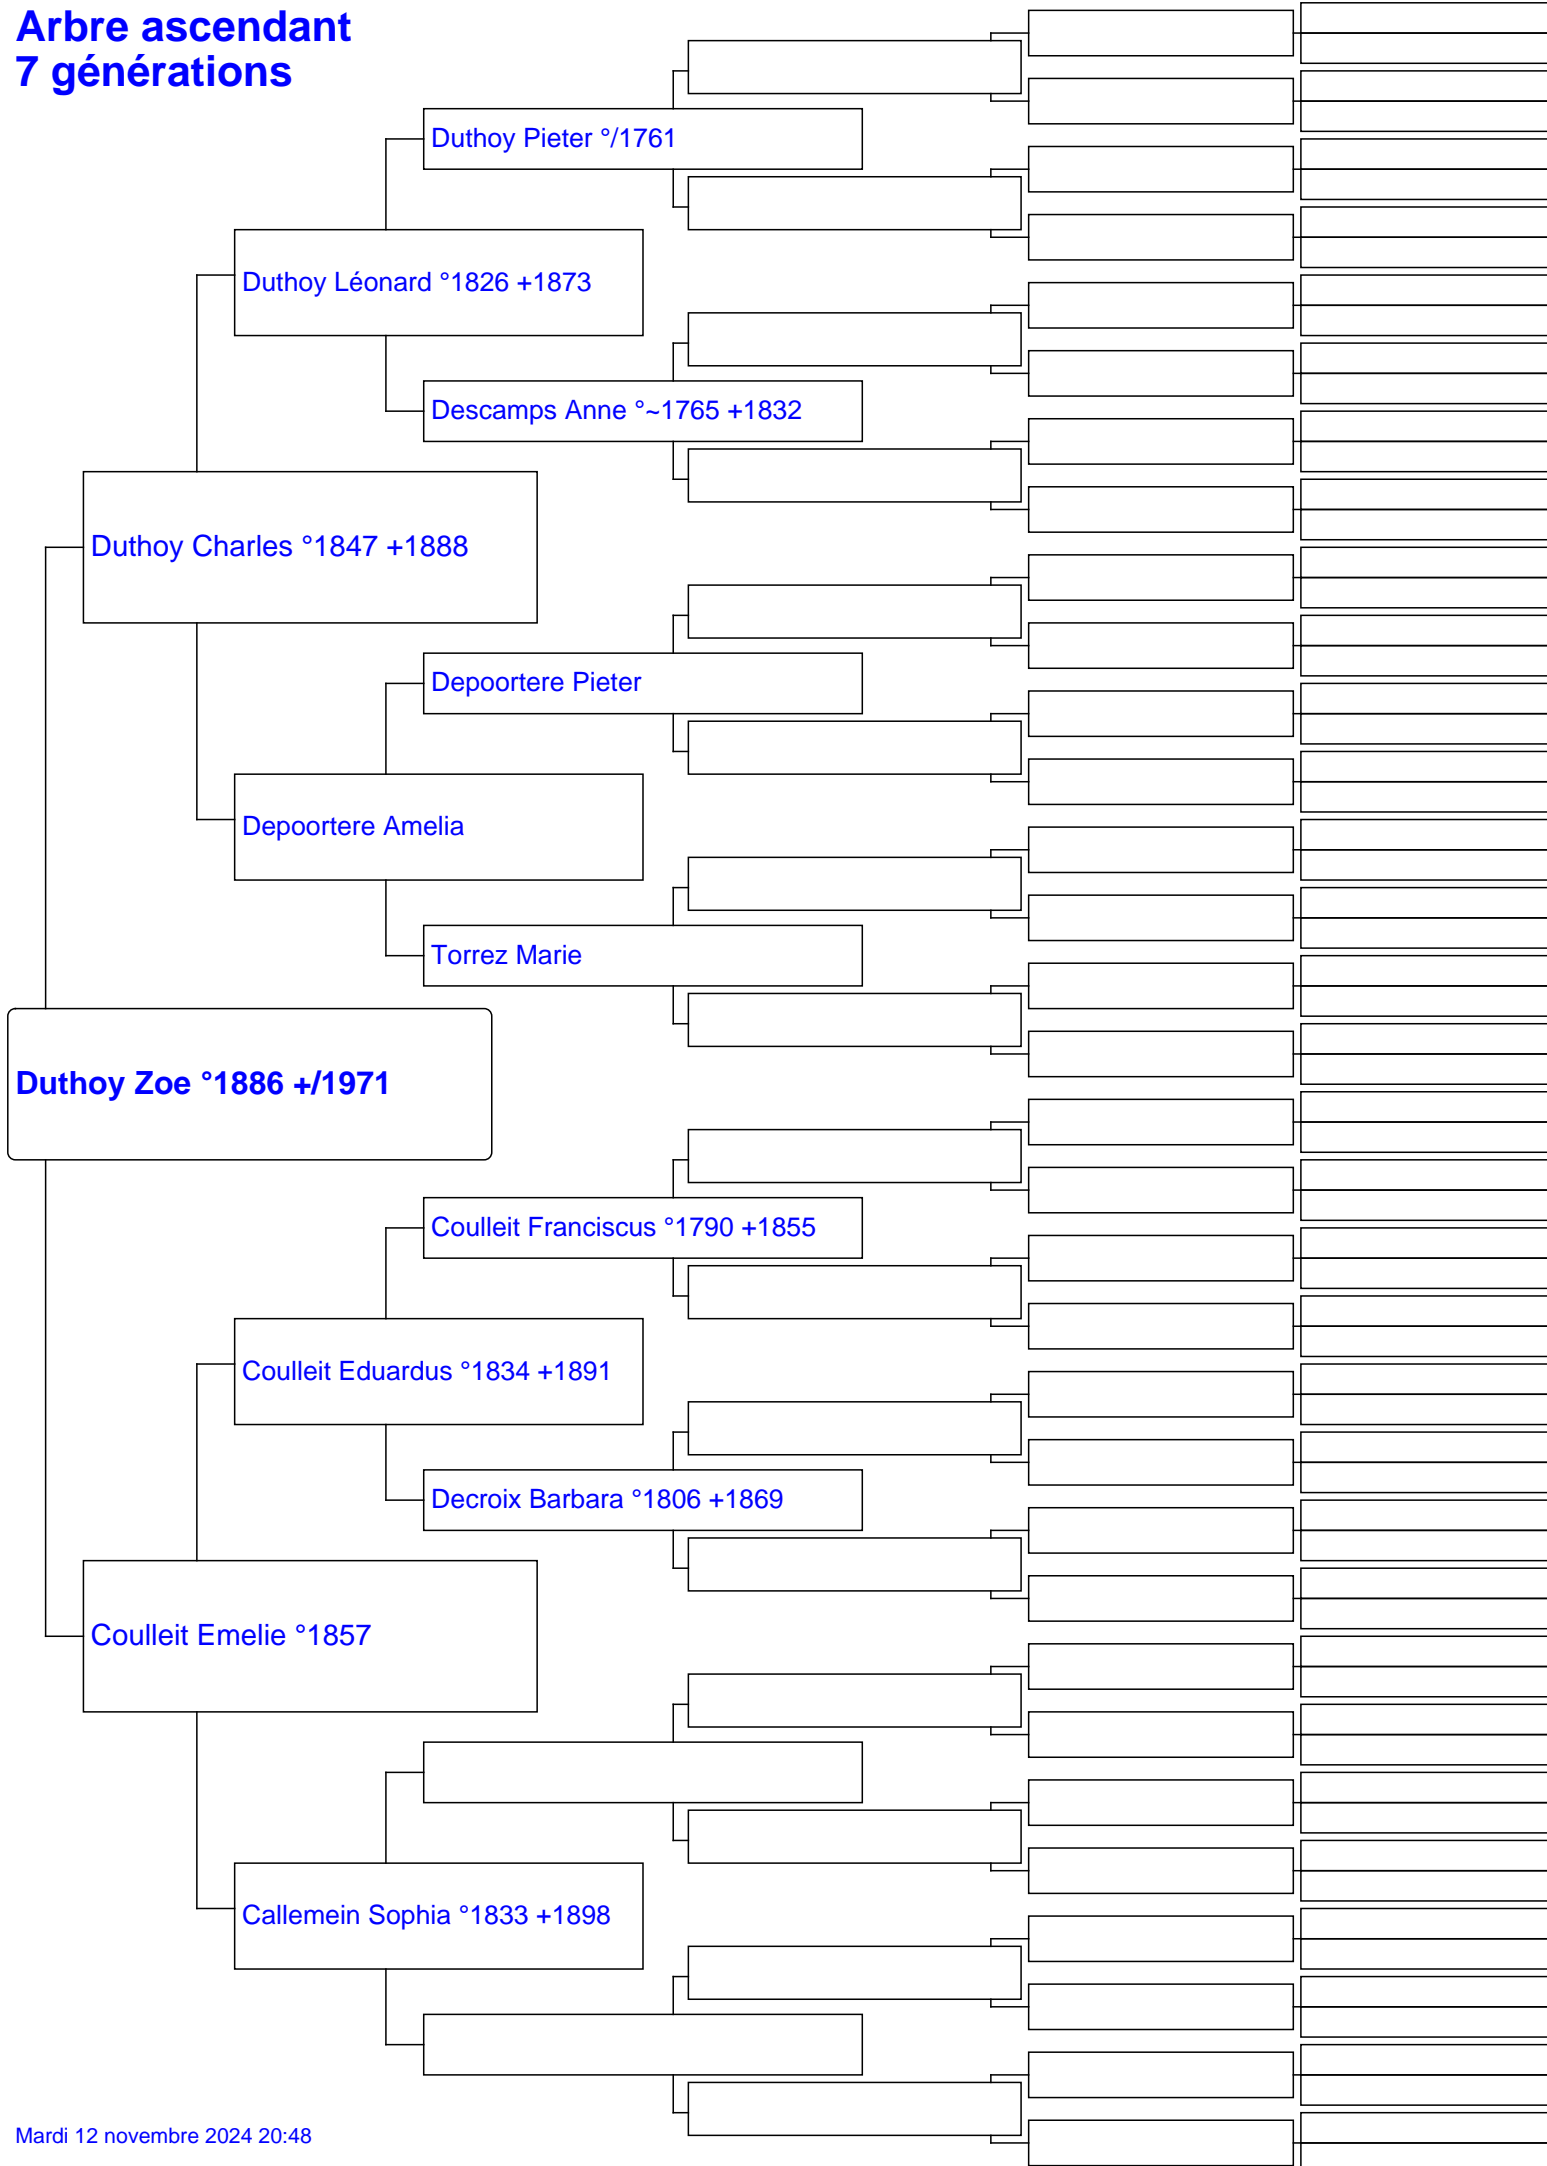 Arbre ascendant
7 générations
Duthoy Pieter °/1761
Duthoy Léonard °1826 +1873
Descamps Anne °~1765 +1832
Duthoy Charles °1847 +1888
Depoortere Pieter
Depoortere Amelia
Torrez Marie
Duthoy Zoe °1886 +/1971
Coulleit Franciscus °1790 +1855
Coulleit Eduardus °1834 +1891
Decroix Barbara °1806 +1869
Coulleit Emelie °1857
Callemein Sophia °1833 +1898
Mardi 12 novembre 2024 20:48